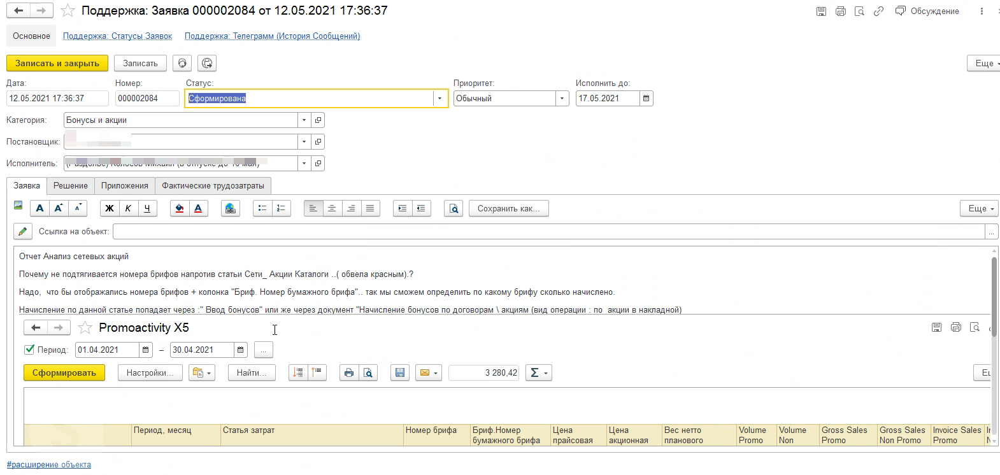 Поддержка: Заявка 000002084 от 12.05.2021 17:36:37
Обсуждение
Основное Поддержка: Статусы Заявок Поддержка: Телеграмм (История Сообщений)
Записать и закрыть Записать Еще
Дата: Номер: Статус: Приоритет: Исполнить до:
12.05.2021 17:36:37 000002084 Сформирована Обычный 17.05.2021
Категория: Бонусы и акции
Постановщик:
Исполнитель:
Заявка Решение Приложения Фактические трудозатраты
А А А Ж К Ч А Сохранить как... Еще
Ссылка на объект: ...
Отчет Анализ сетевых акций
Почему не подтягивается номера брифов напротив статьи Сети_ Акции Каталоги ..( обвела красным).?
Надо, что бы отображались номера брифов + колонка "Бриф. Номер бумажного брифа".. так мы сможем определить по какому брифу сколько начислено.
Начисление по данной статье попадает через :" Ввод бонусов" или же через документ "Начисление бонусов по договорам \ акциям (вид операции : по акции в накладной)
Promoactivity X5
Период: 01.04.2021 – 30.04.2021 ...
Сформировать Настройки... Найти... 3 280,42 Σ
Период, месяц Статья затрат Номер брифа Бриф.Номер Цена Цена Вес нетто Volume Volume Gross Sales Gross Sales Invoice Sales
бумажного брифа прайсовая акционная планового Promo Non Promo Non Promo Promo
#расширение объекта